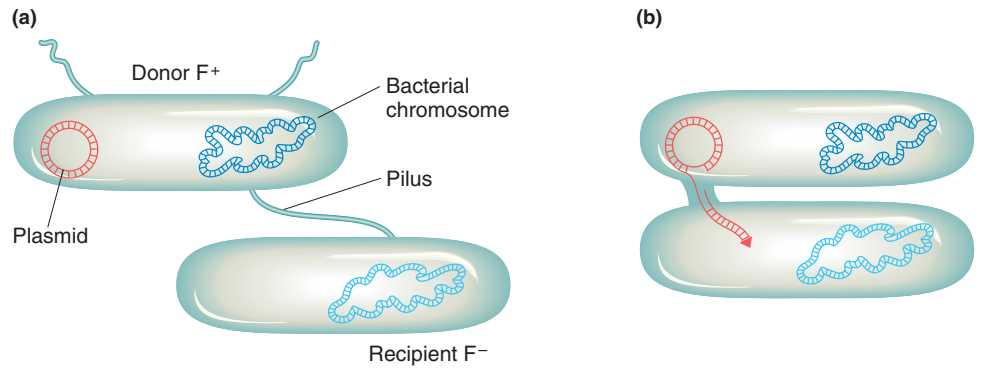 (a)
(b)
Donor F+
Bacterial
chromosome
Pilus
Plasmid
Recipient F−